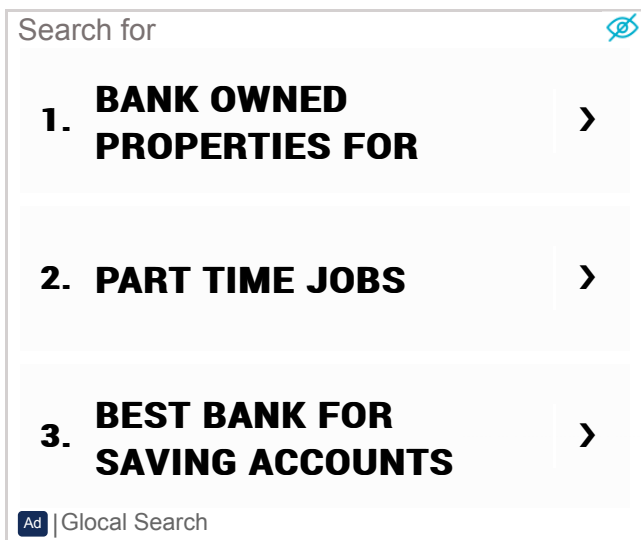 Search for
1. BANK OWNED
PROPERTIES FOR
2. PART TIME JOBS
3. BEST BANK FOR
SAVING ACCOUNTS
Ad | Glocal Search